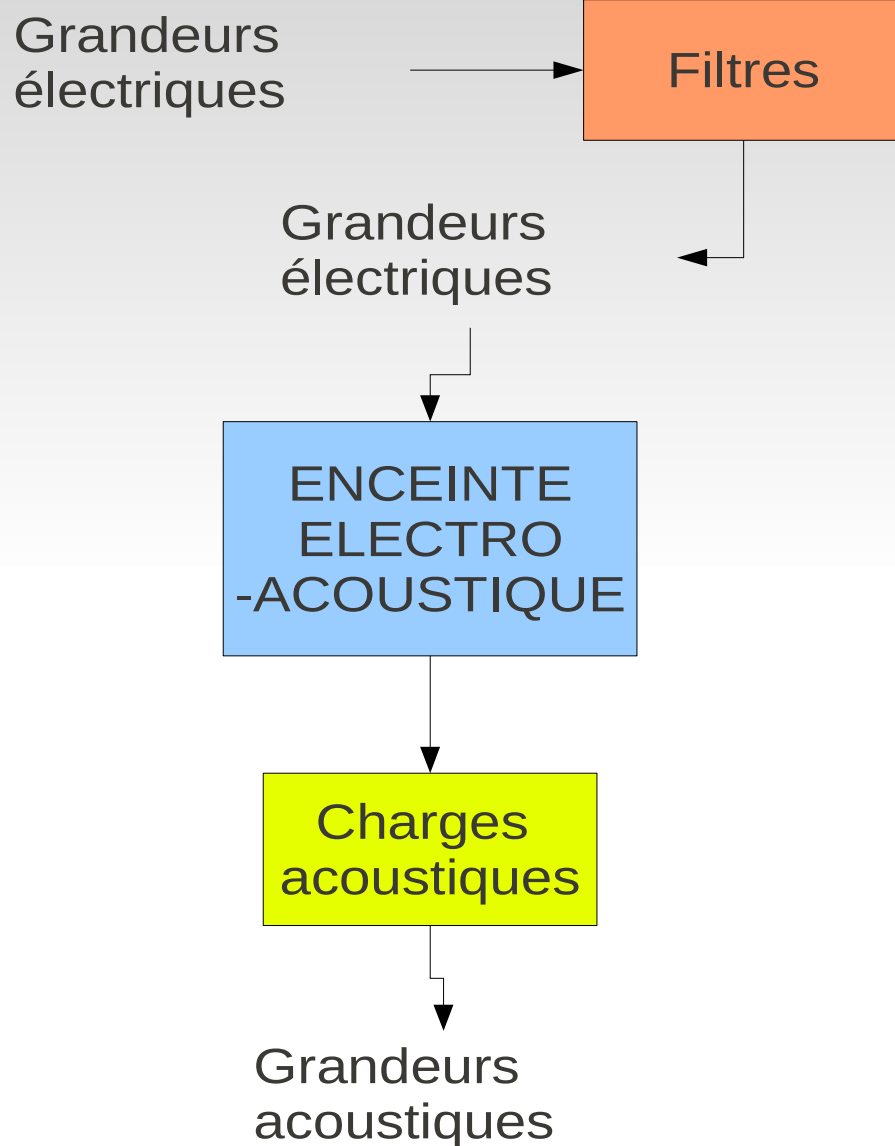 Grandeurs
électriques
Filtres
Grandeurs
électriques
ENCEINTE
ELECTRO
-ACOUSTIQUE
Charges
acoustiques
Grandeurs
acoustiques